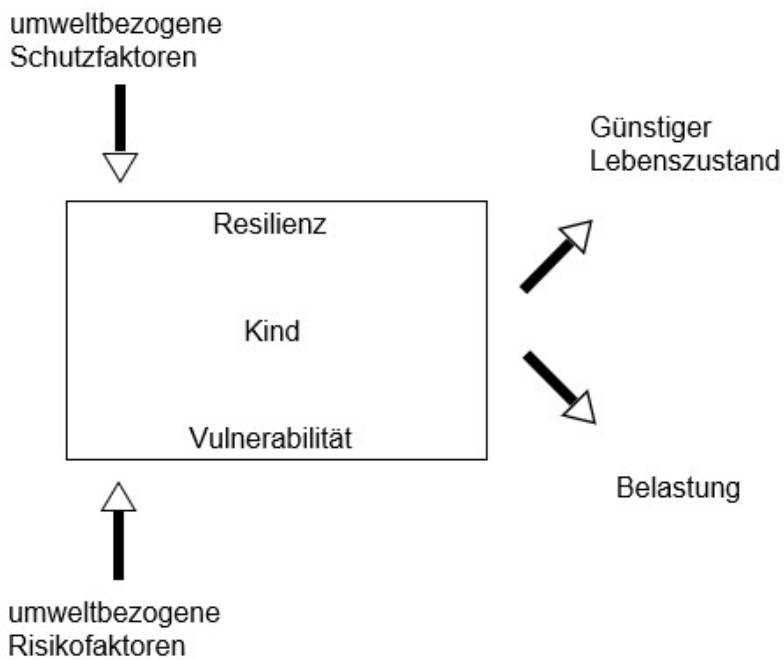 umweltbezogene
Schutzfaktoren
Günstiger
Lebenszustand
Resilienz
Kind
Vulnerabilität
Belastung
umweltbezogene
Risikofaktoren